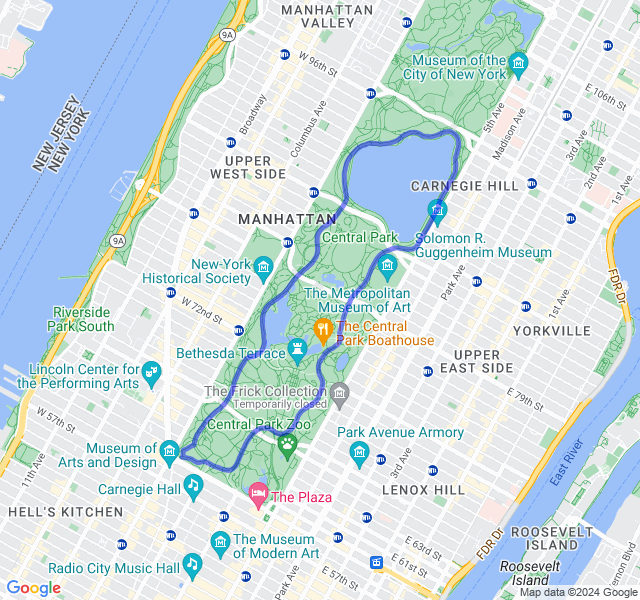 MANHATTAN
VALLEY
9A
W 96th St
Museum of the
City of New York
E 106th St
NEW JERSEY
NEW YORK
Broadway
Columbus Ave
5th Ave
Madison Ave
3rd Ave
2nd Ave
1st Ave
UPPER
WEST SIDE
CARNEGIE HILL
MANHATTAN
Central Park
Solomon R.
Guggenheim Museum
9A
New-York
Historical Society
Park Ave
FDR Dr
The Metropolitan
Museum of Art
1st Ave
W 72nd St
Riverside
Park South
The Central
Park Boathouse
YORKVILLE
Bethesda Terrace
UPPER
EAST SIDE
Lincoln Center for
the Performing Arts
The Frick Collection
Temporarily closed
E 79th St
W 57th St
Central Park Zoo
Park Avenue Armory
Museum of
Arts and Design
3rd Ave
11th Ave
East River
Carnegie Hall
The Plaza
LENOX HILL
HELL'S KITCHEN
The Museum
of Modern Art
E 63rd St
E 61st St
FDR Dr
ROOSEVELT
ISLAND
Radio City Music Hall
Park Ave
E 57th St
Roosevelt
Island
Vernon Blvd
Google
Map data ©2024 Google